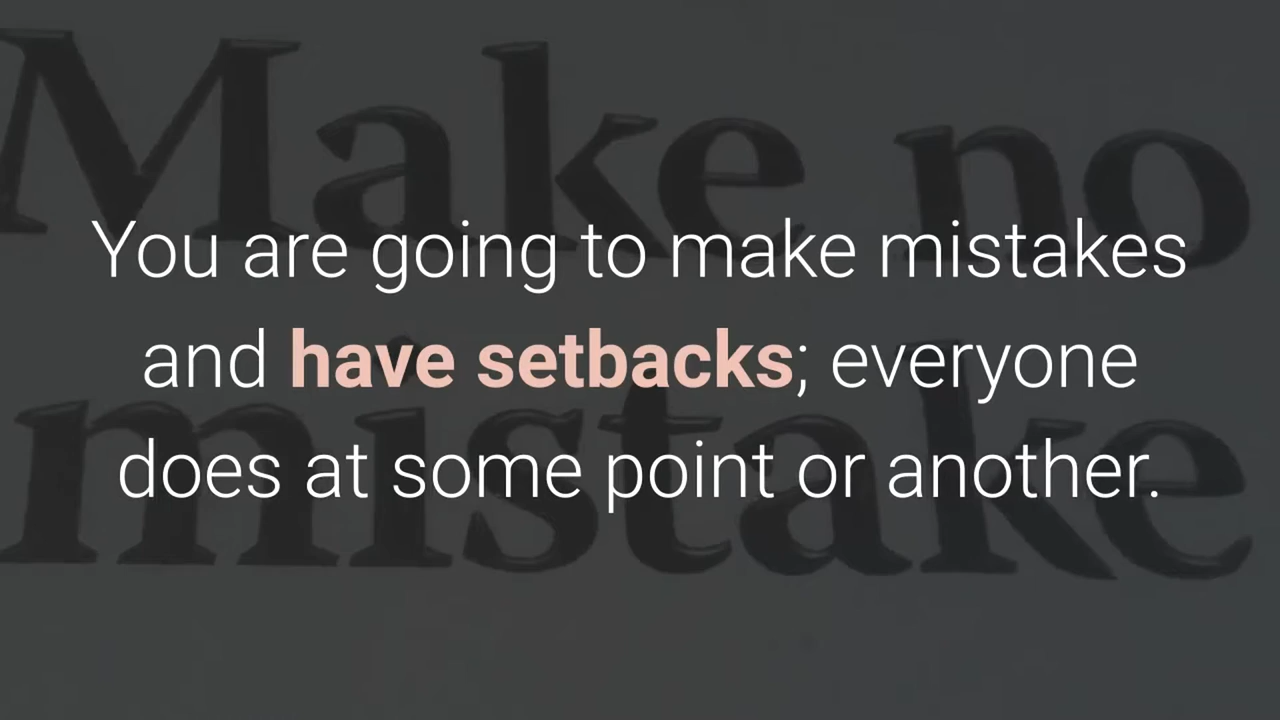 Make no
mistake
You are going to make mistakes
and have setbacks; everyone
does at some point or another.